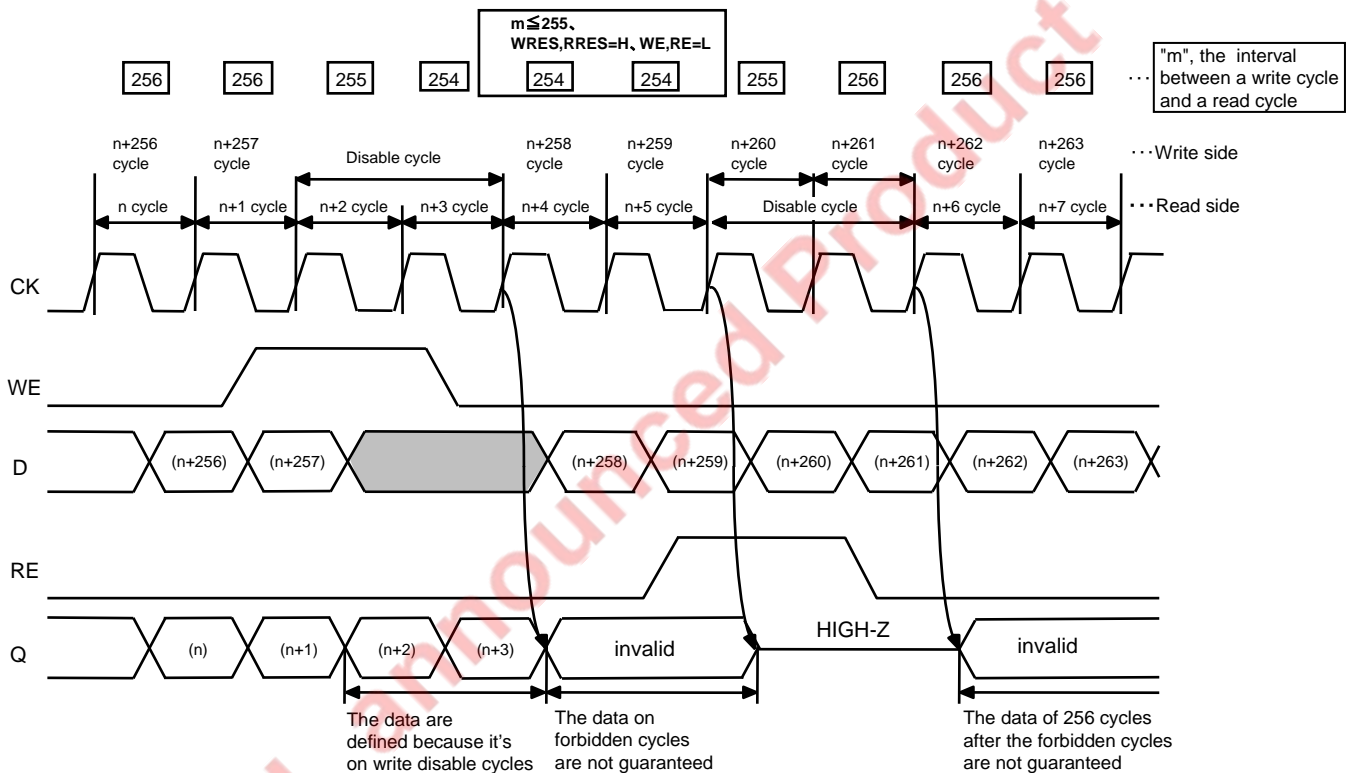 m≦255、
WRES,RRES=H、WE,RE=L
256 256 255 254 254 254 255 256 256 256
··· "m", the interval
between a write cycle
and a read cycle
n+256 cycle
n+257 cycle
Disable cycle
n+258 cycle
n+259 cycle
n+260 cycle
n+261 cycle
n+262 cycle
n+263 cycle
···Write side
n cycle n+1 cycle n+2 cycle n+3 cycle n+4 cycle n+5 cycle Disable cycle n+6 cycle n+7 cycle
···Read side
CK
WE
D
(n+256) (n+257) (n+258) (n+259) (n+260) (n+261) (n+262) (n+263)
RE
Q
(n) (n+1) (n+2) (n+3) invalid HIGH-Z invalid
The data are
defined because it's
on write disable cycles
The data on
forbidden cycles
are not guaranteed
The data of 256 cycles
after the forbidden cycles
are not guaranteed
announced Product